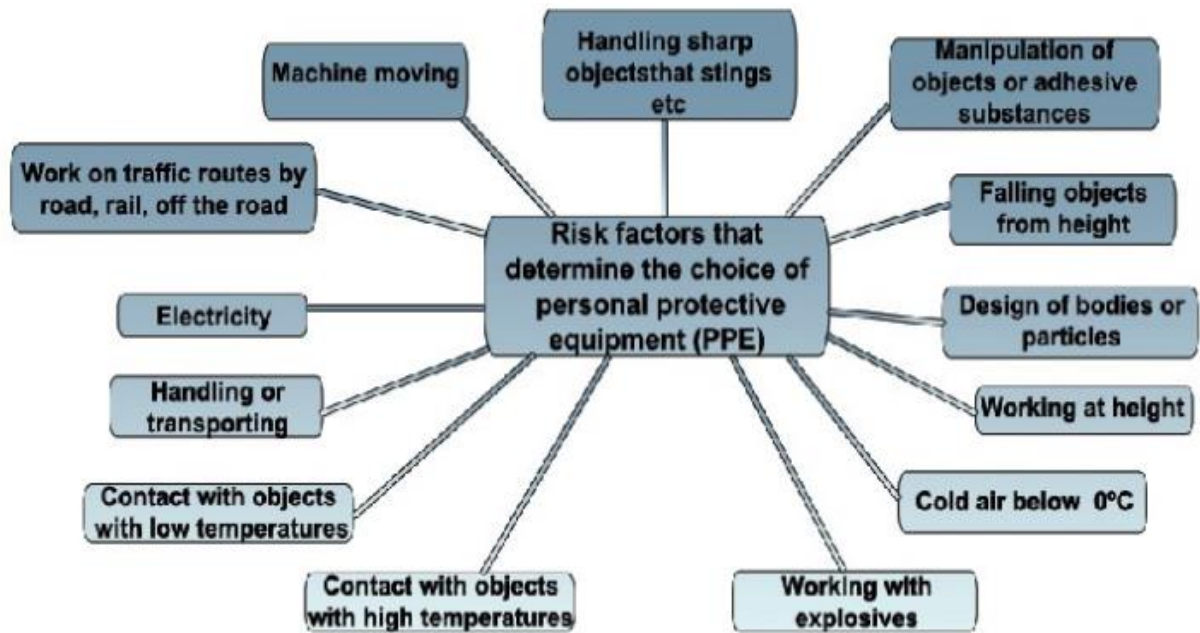 Machine moving
Handling sharp
objectsthat stings
etc
Manipulation of
objects or adhesive
substances
Work on traffic routes by
road, rail, off the road
Falling objects
from height
Risk factors that
determine the choice of
personal protective
equipment (PPE)
Electricity
Design of bodies or
particles
Handling or
transporting
Working at height
Contact with objects
with low temperatures
Cold air below 0ºC
Contact with objects
with high temperatures
Working with
explosives